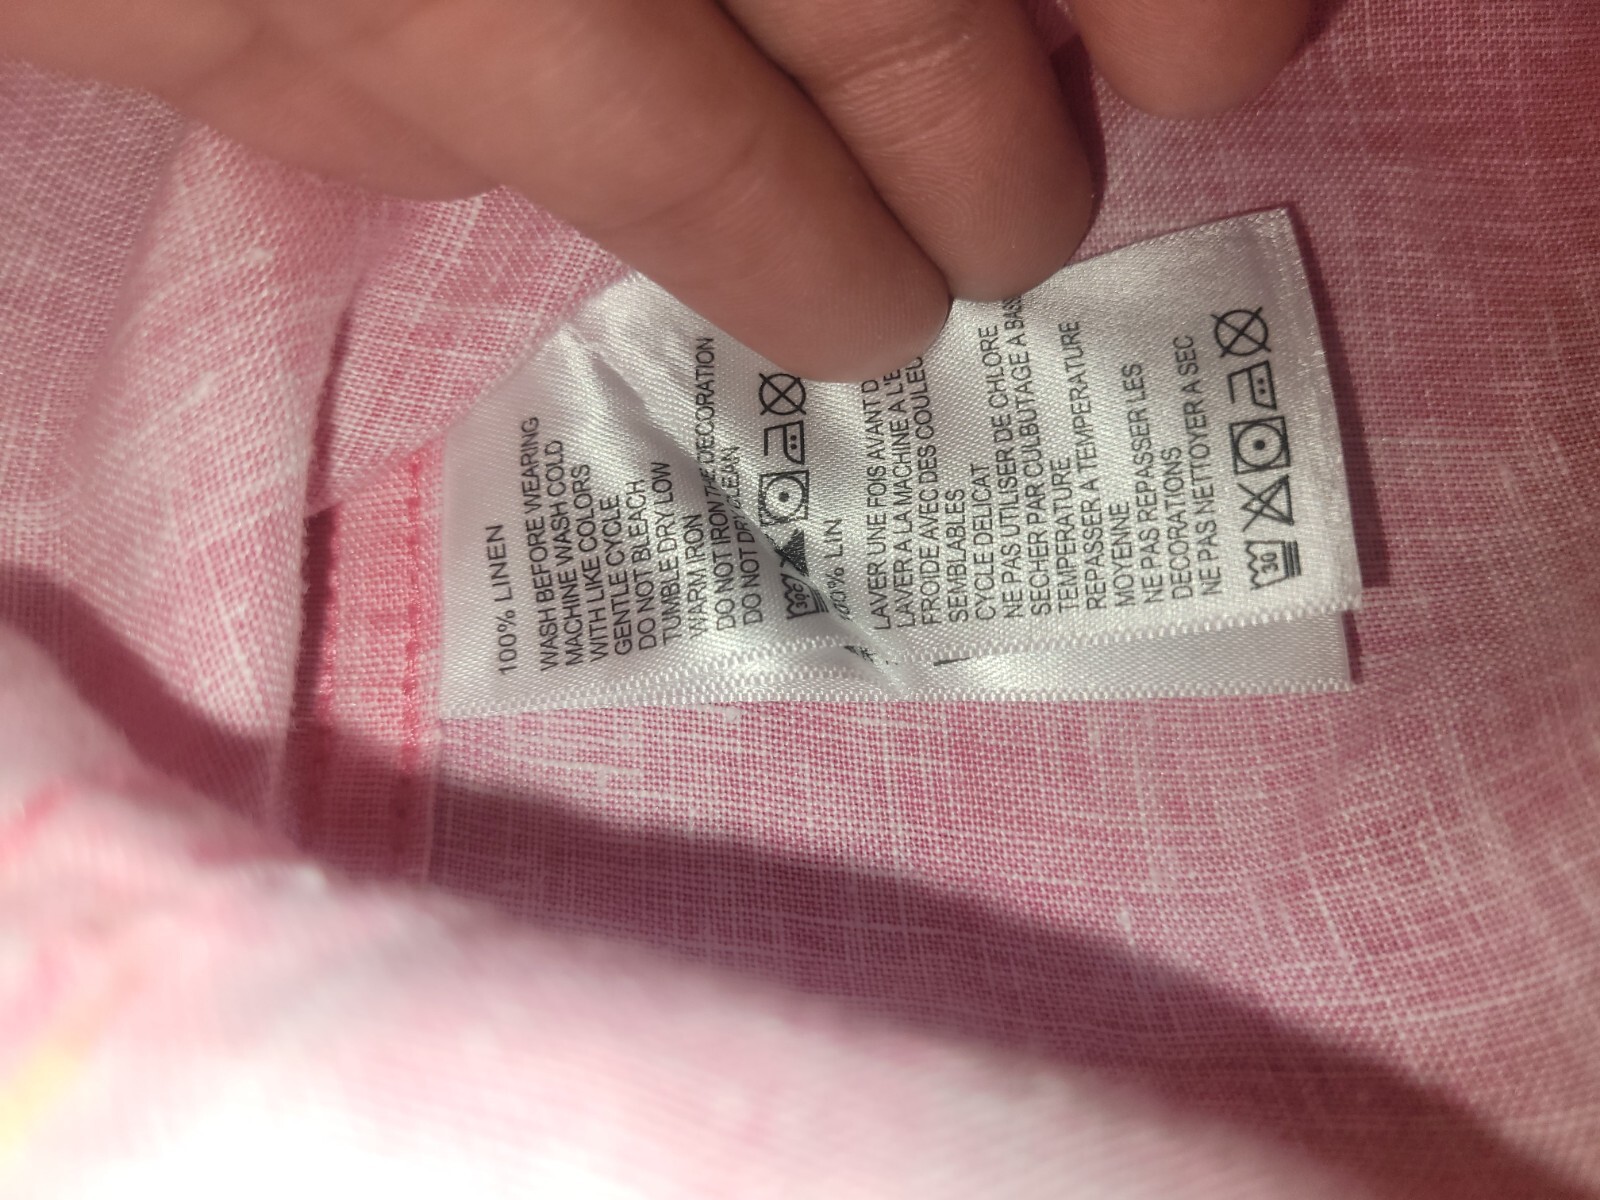 100% LINEN
WASH BEFORE WEARING
MACHINE WASH COLD
WITH LIKE COLORS
GENTLE CYCLE
DO NOT BLEACH
TUMBLE DRY LOW
WARM IRON
DO NOT IRON THE DECORATION
DO NOT DRY CLEAN
30
% LIN
LAVER UNE FOIS AVANT D
LAVER A LA MACHINE A L'E
FROIDE AVEC DES COULEU
SEMBLABLES
CYCLE DELICAT
NE PAS UTILISER DE CHLORE
SECHER PAR CULBUTAGE A BASS
TEMPERATURE
REPASSER A TEMPERATURE
MOYENNE
NE PAS REPASSER LES
DECORATIONS
NE PAS NETTOYER A SEC
30